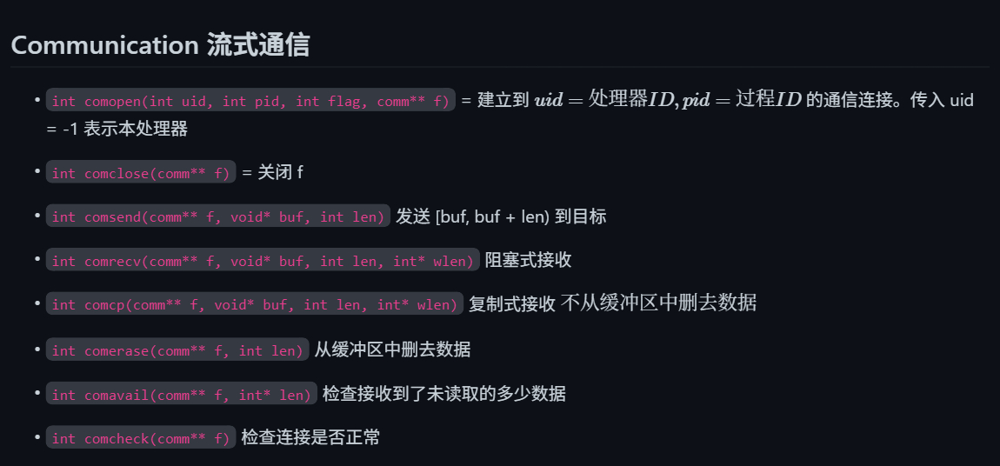 Communication 流式通信
• int comopen(int uid, int pid, int flag, comm** f) = 建立到 uid = 处理器ID, pid = 过程ID 的通信连接。传入 uid
= -1 表示本处理器
• int comclose(comm** f) = 关闭 f
• int comsend(comm** f, void* buf, int len) 发送 [buf, buf + len) 到目标
• int comrecv(comm** f, void* buf, int len, int* wlen) 阻塞式接收
• int comcp(comm** f, void* buf, int len, int* wlen) 复制式接收 不从缓冲区中删去数据
• int comerase(comm** f, int len) 从缓冲区中删去数据
• int comavail(comm** f, int* len) 检查接收到了未读取的多少数据
• int comcheck(comm** f) 检查连接是否正常